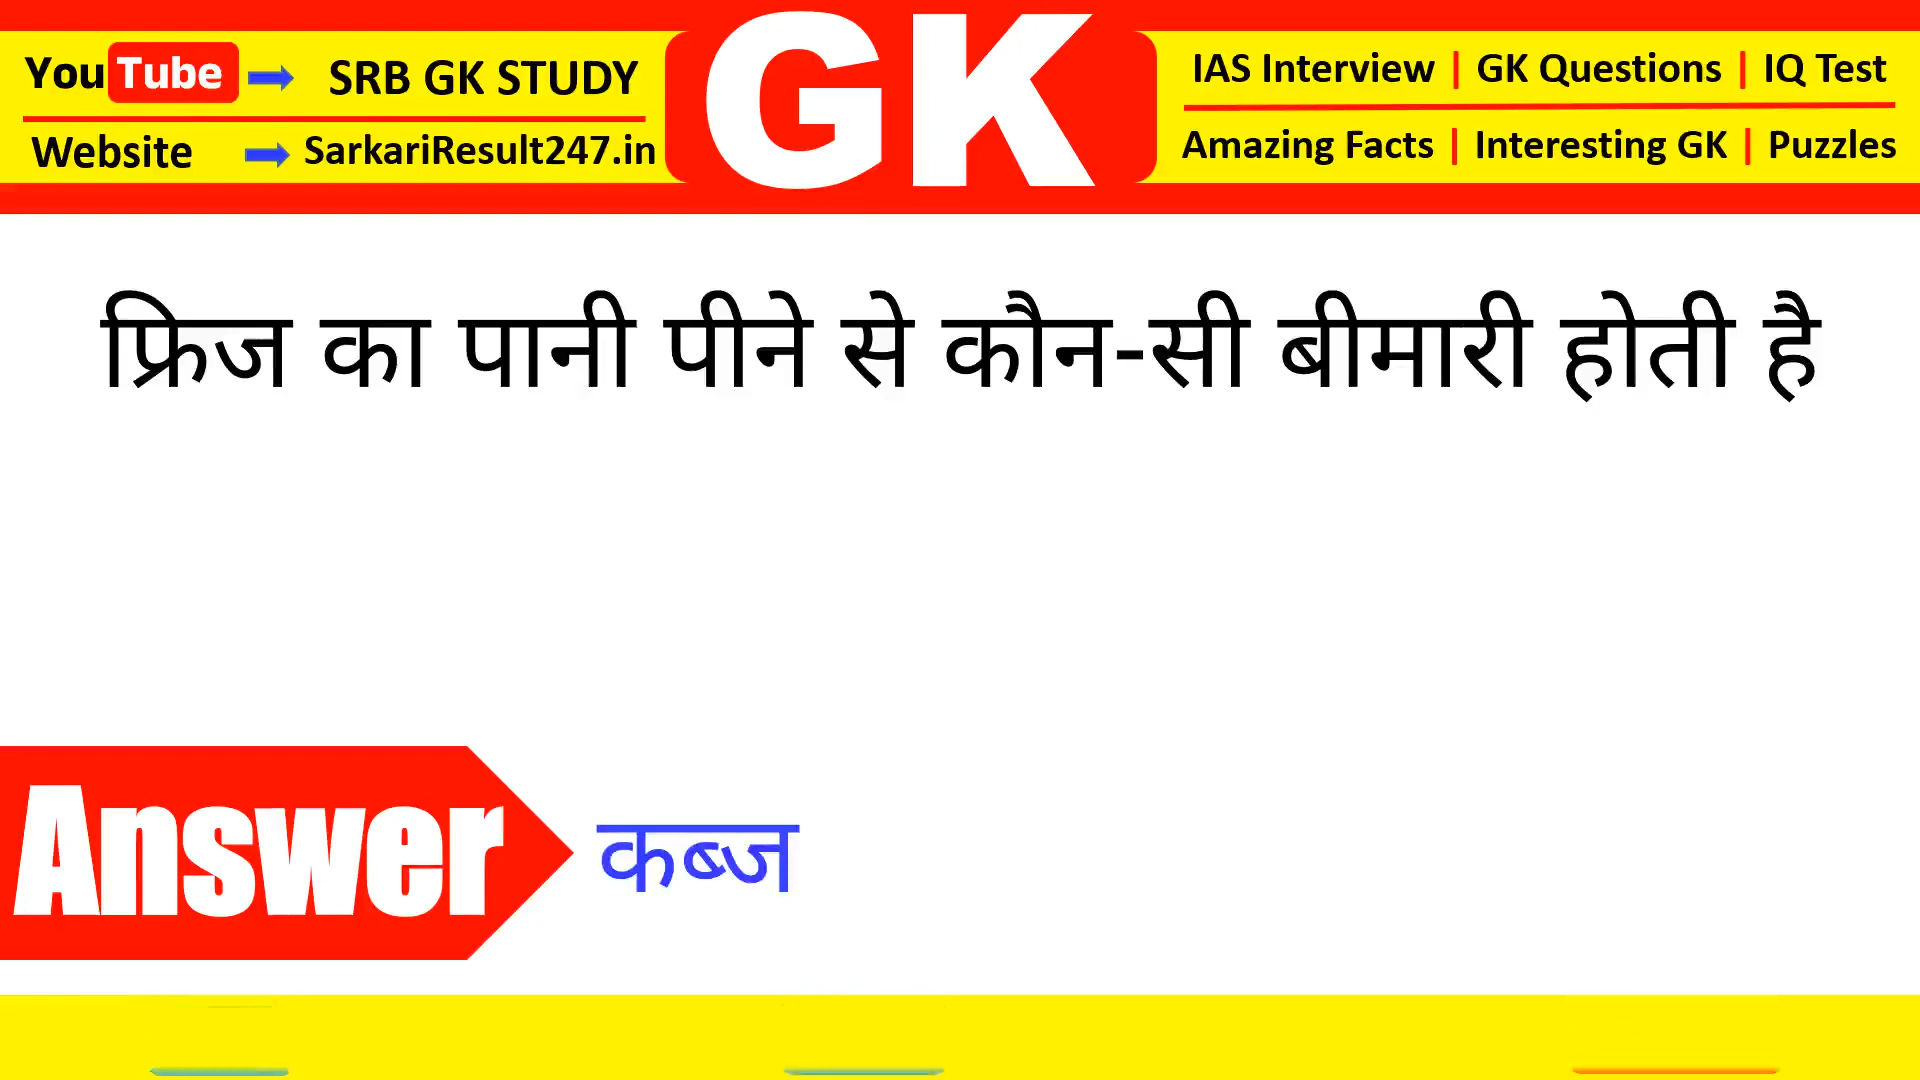 YouTube SRB GK STUDY
Website SarkariResult247.in
GK
IAS Interview | GK Questions | IQ Test
Amazing Facts | Interesting GK | Puzzles
फ्रिज का पानी पीने से कौन-सी बीमारी होती है
Answer कब्ज